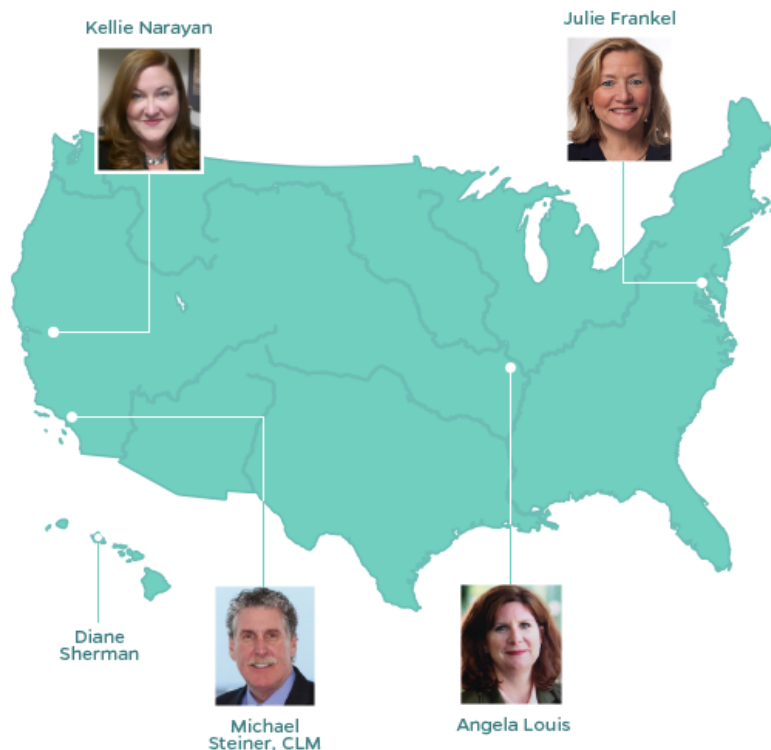 Kellie Narayan
Julie Frankel
Diane
Sherman
Michael
Steiner, CLM
Angela Louis